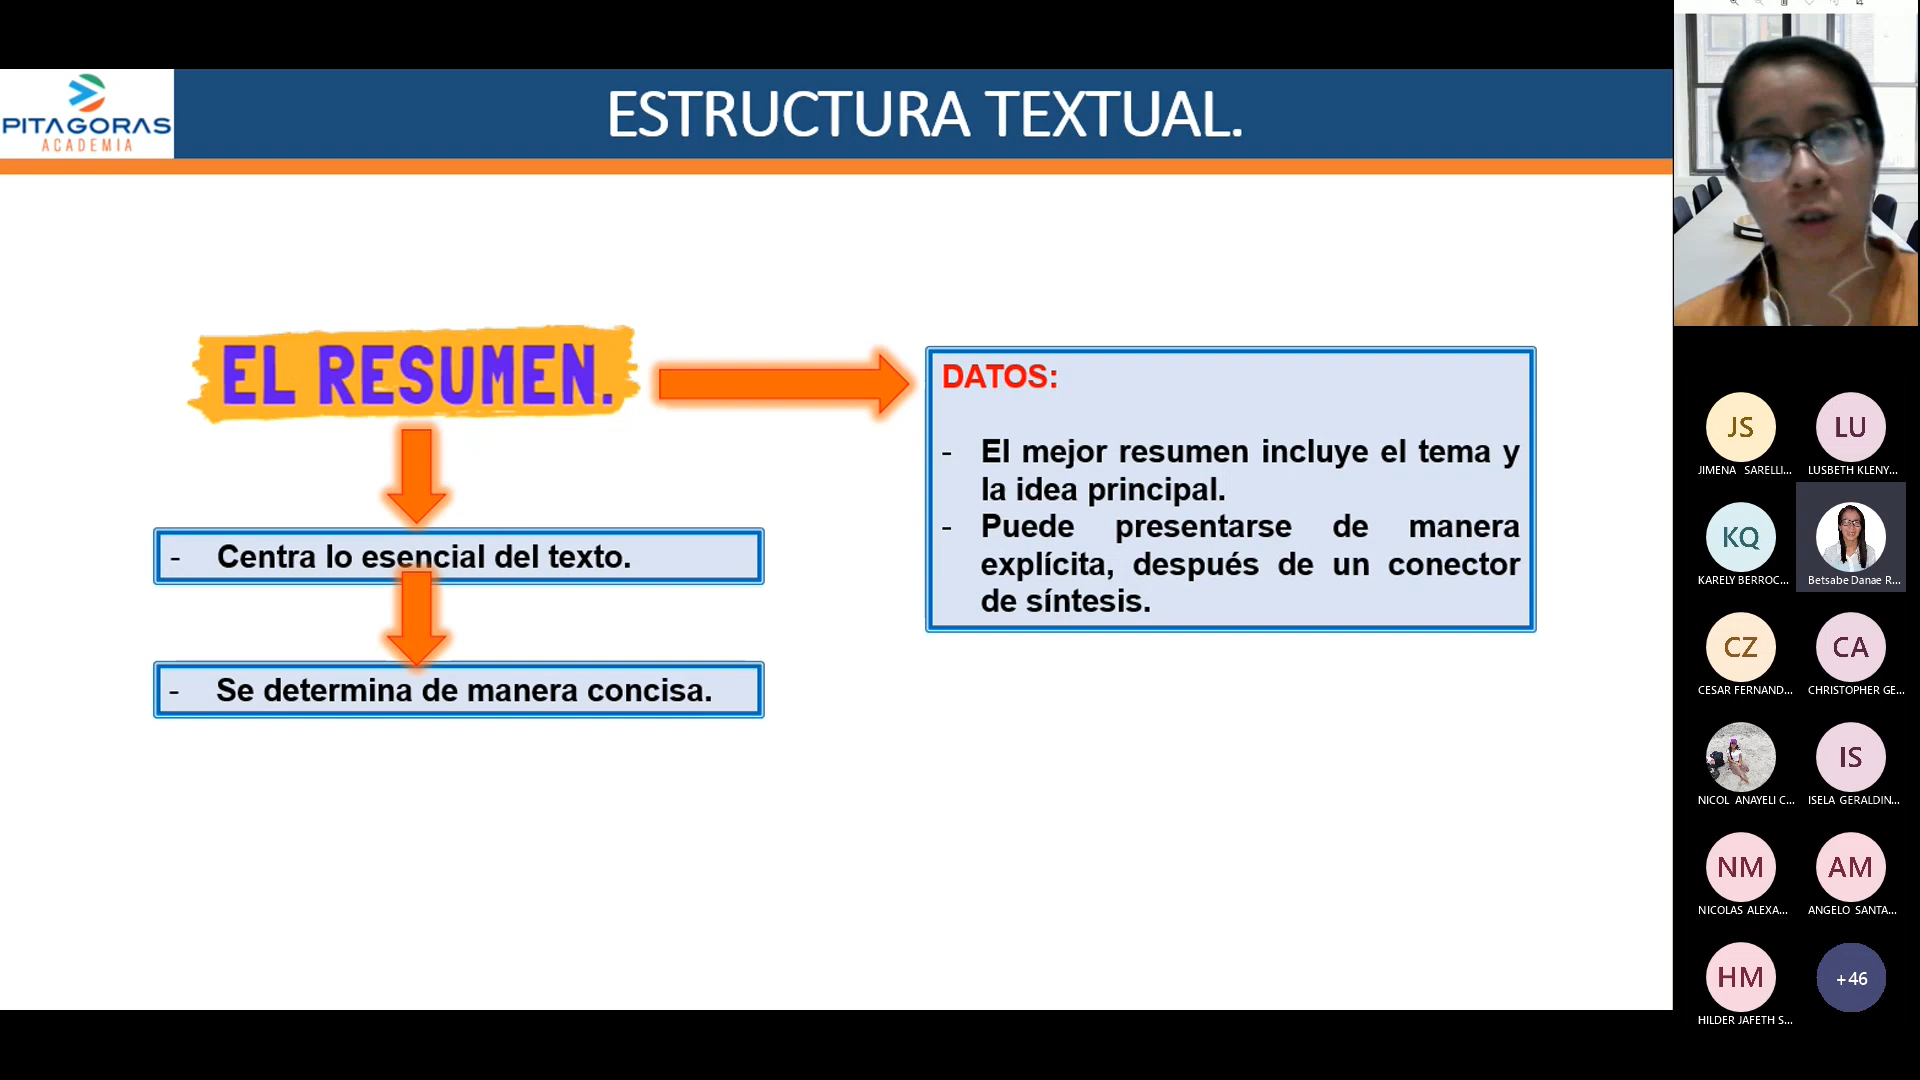 PITAGORAS
ACADEMIA
ESTRUCTURA TEXTUAL.
EL RESUMEN.
- Centra lo esencial del texto.
- Se determina de manera concisa.
DATOS:
- El mejor resumen incluye el tema y
la idea principal.
- Puede presentarse de manera
explícita, después de un conector
de síntesis.
JS
JIMENA SARELLI...
LU
LUSBETH KLENY...
KQ
KARELY BERROC...
Betsabe Danae R...
CZ
CESAR FERNAND...
CA
CHRISTOPHER GE...
NICOL ANAYELI C...
IS
ISELA GERALDIN...
NM
NICOLAS ALEXA...
AM
ANGELO SANTA...
HM
HILDER JAFETH S...
+46